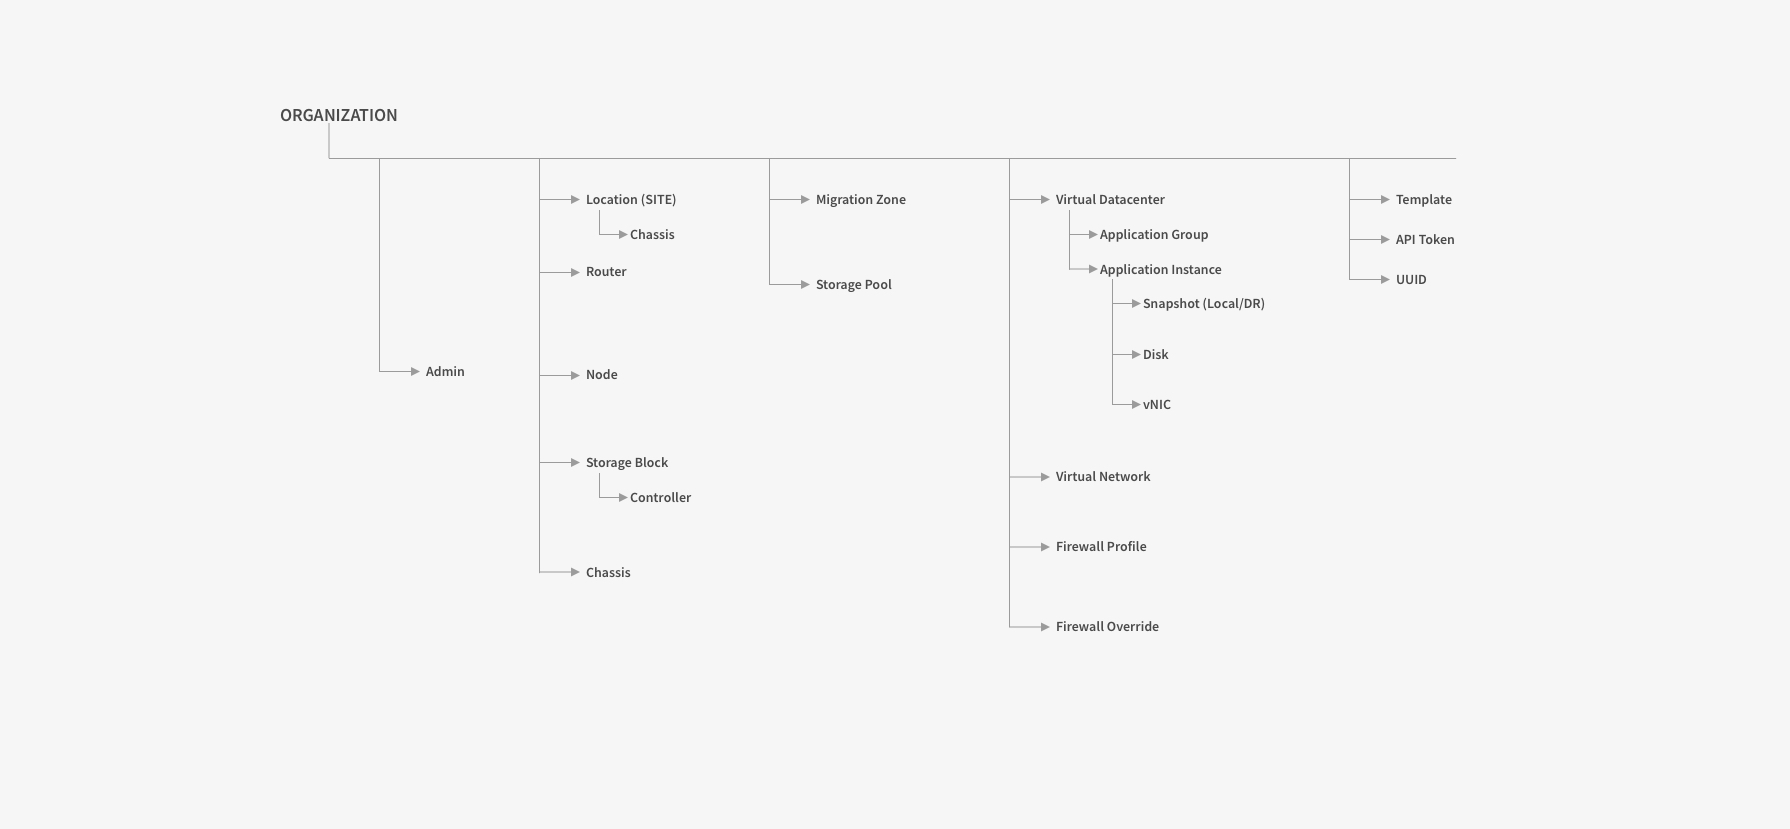 ORGANIZATION
Admin
Location (SITE)
Chassis
Router
Node
Storage Block
Controller
Chassis
Migration Zone
Storage Pool
Virtual Datacenter
Application Group
Application Instance
Snapshot (Local/DR)
Disk
vNIC
Virtual Network
Firewall Profile
Firewall Override
Template
API Token
UUID